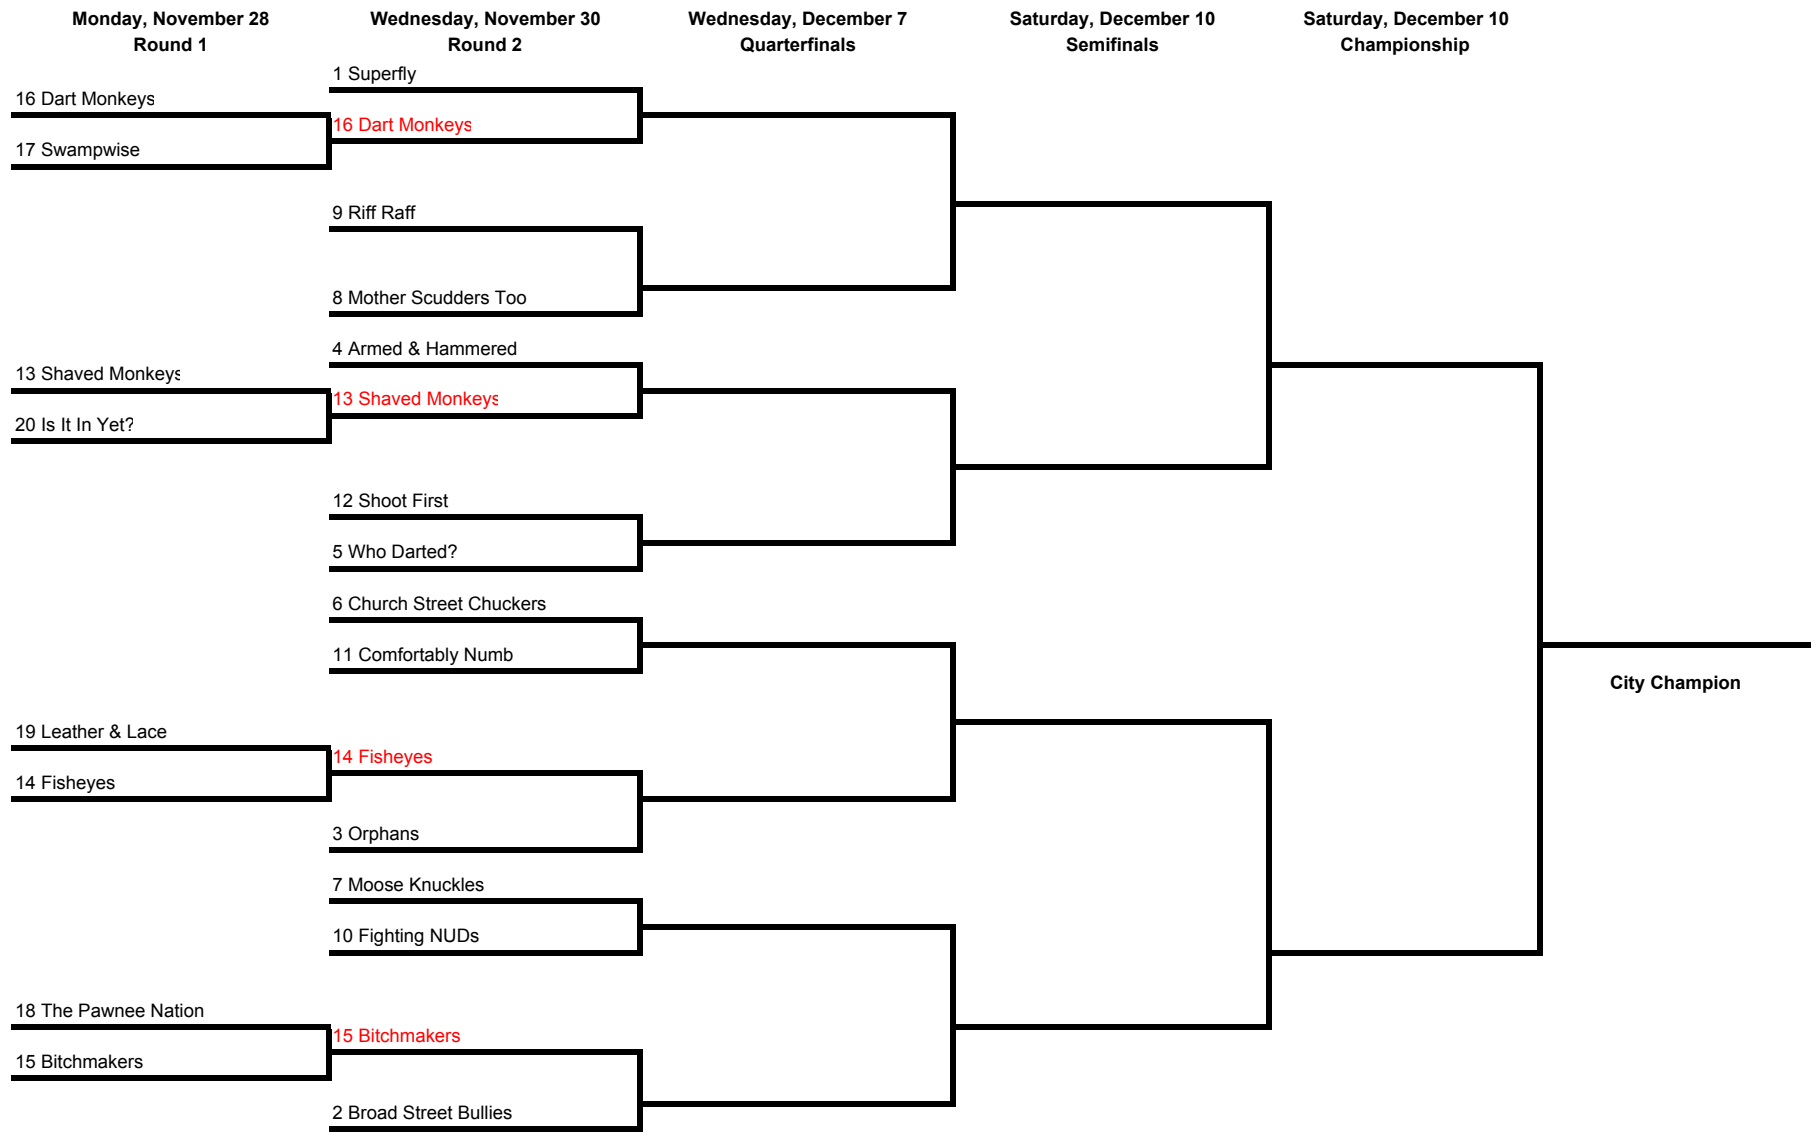 Monday, November 28
Round 1
Wednesday, November 30
Round 2
Wednesday, December 7
Quarterfinals
Saturday, December 10
Semifinals
Saturday, December 10
Championship
16 Dart Monkeys
17 Swampwise
13 Shaved Monkeys
20 Is It In Yet?
19 Leather & Lace
14 Fisheyes
18 The Pawnee Nation
15 Bitchmakers
1 Superfly
16 Dart Monkeys
9 Riff Raff
8 Mother Scudders Too
4 Armed & Hammered
13 Shaved Monkeys
12 Shoot First
5 Who Darted?
6 Church Street Chuckers
11 Comfortably Numb
14 Fisheyes
3 Orphans
7 Moose Knuckles
10 Fighting NUDs
15 Bitchmakers
2 Broad Street Bullies
City Champion